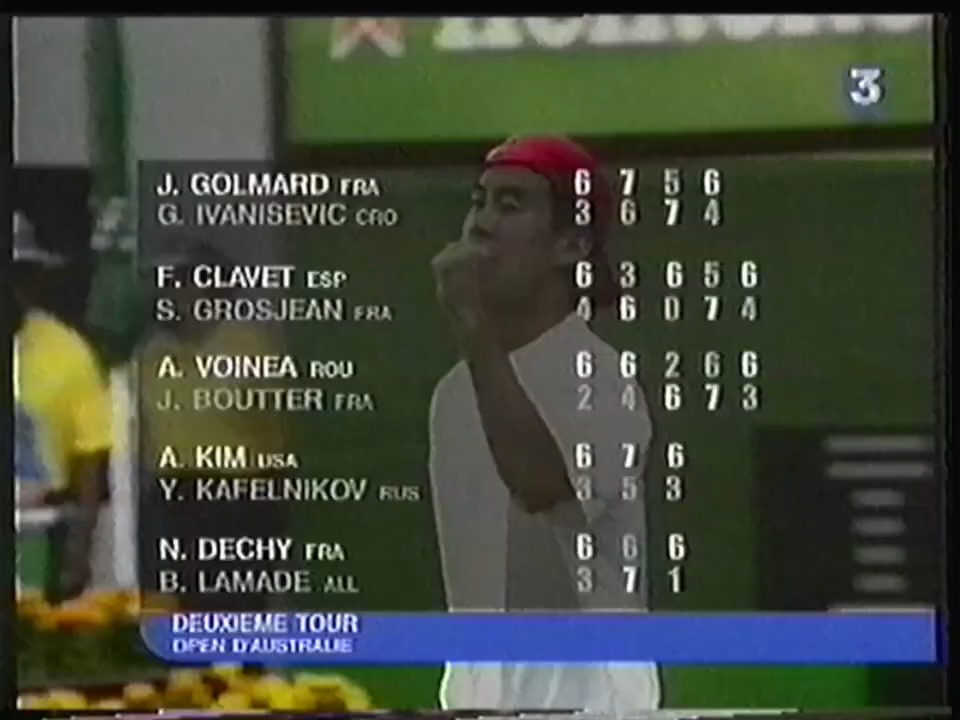 3
J. GOLMARD FRA 6 7 5 6
G. IVANISEVIC CRO 3 6 7 4
F. CLAVET ESP 6 3 6 5 6
S. GROSJEAN FRA 4 6 0 7 4
A. VOINEA ROU 6 6 2 6 6
J. BOUTTER FRA 2 4 6 7 3
A. KIM USA 6 7 6
Y. KAFELNIKOV RUS 3 5 3
N. DECHY FRA 6 6 6
B. LAMADE ALL 3 7 1
DEUXIEME TOUR
OPEN D'AUSTRALIE